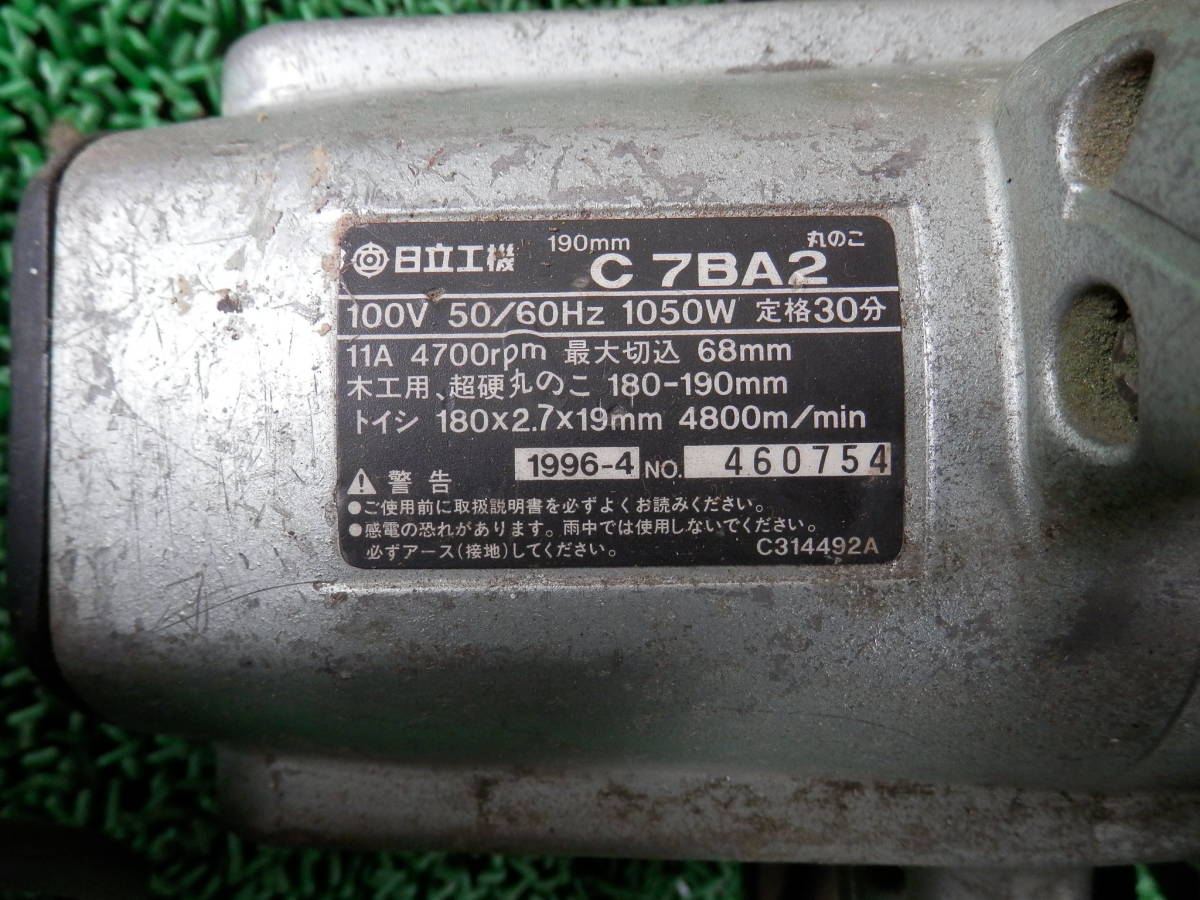 190mm 丸のこ
日立工機 C 7BA2
100V 50/60Hz 1050W 定格30分
11A 4700rpm 最大切込 68mm
木工用、超硬丸のこ 180-190mm
トイシ 180×2.7×19mm 4800m/min
1996-4 NO. 460754
警告
●ご使用前に取扱説明書を必ずよくお読みください。
●感電の恐れがあります。雨中では使用しないでください。
必ずアース(接地)してください。 C314492A